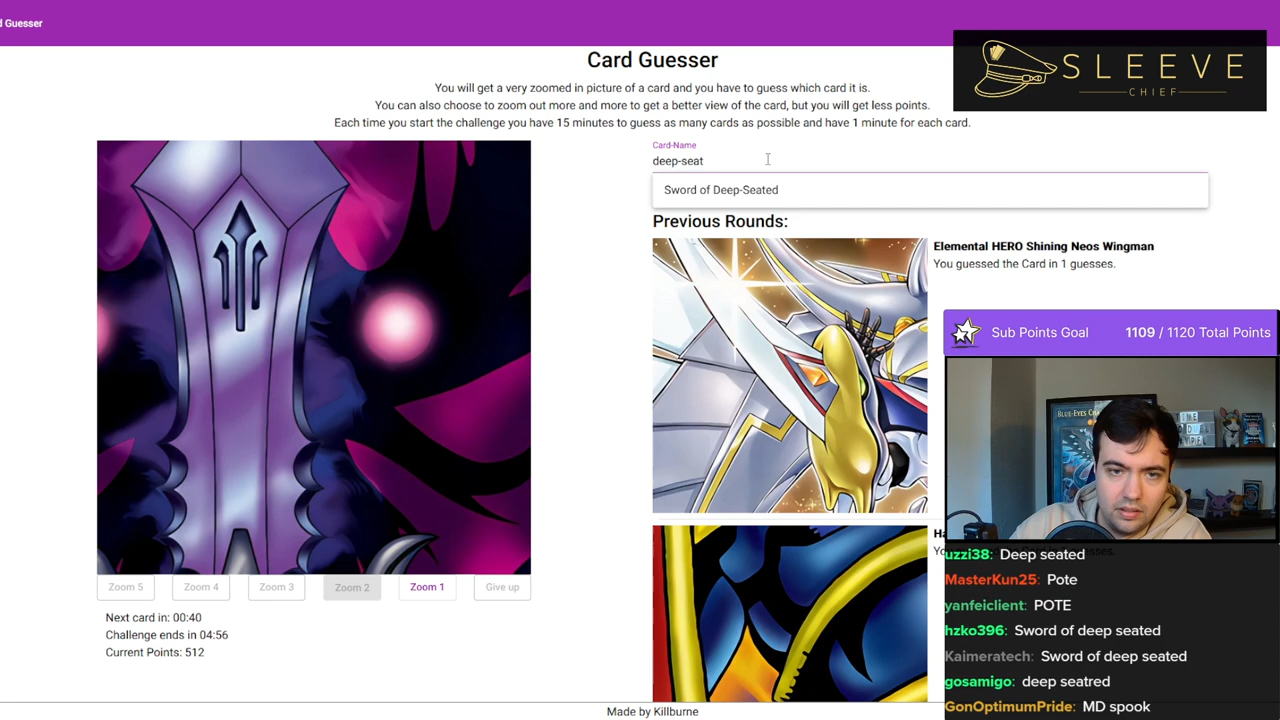 d Guesser
SLEEVE
CHIEF
Card Guesser
You will get a very zoomed in picture of a card and you have to guess which card it is.
You can also choose to zoom out more and more to get a better view of the card, but you will get less points.
Each time you start the challenge you have 15 minutes to guess as many cards as possible and have 1 minute for each card.
Card-Name
deep-seat
Sword of Deep-Seated
Previous Rounds:
Elemental HERO Shining Neos Wingman
You guessed the Card in 1 guesses.
Sub Points Goal 1109 / 1120 Total Points
Zoom 5 Zoom 4 Zoom 3 Zoom 2 Zoom 1 Give up
Next card in: 00:40
Challenge ends in 04:56
Current Points: 512
uzzi38: Deep seated
MasterKun25: Pote
yanfeiclient: POTE
hzko396: Sword of deep seated
Kaimeratech: Sword of deep seated
gosamigo: deep seatred
GonOptimumPride: MD spook
Made by Killburne